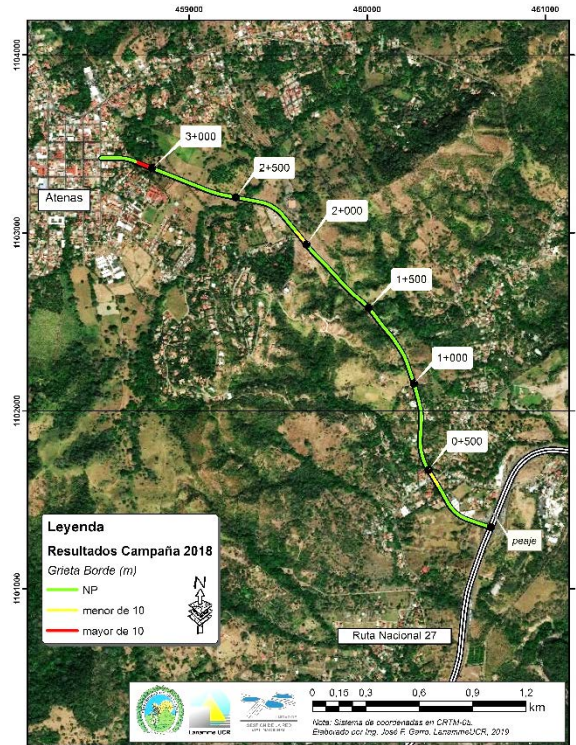 459000
460000
461000
1104000
3+000
2+500
Atenas
2+000
1103000
1+500
1+000
1102000
0+500
peaje
Leyenda
Resultados Campaña 2018
Grieta Borde (m)
NP
menor de 10
mayor de 10
N
1101000
Ruta Nacional 27
LanammeUCR
0 0,15 0,3 0,6 0,9 1,2
km
Nota: Sistema de coordenadas en CRTM-05.
Elaborado por Ing. José F. Garro, LanammeUCR, 2019